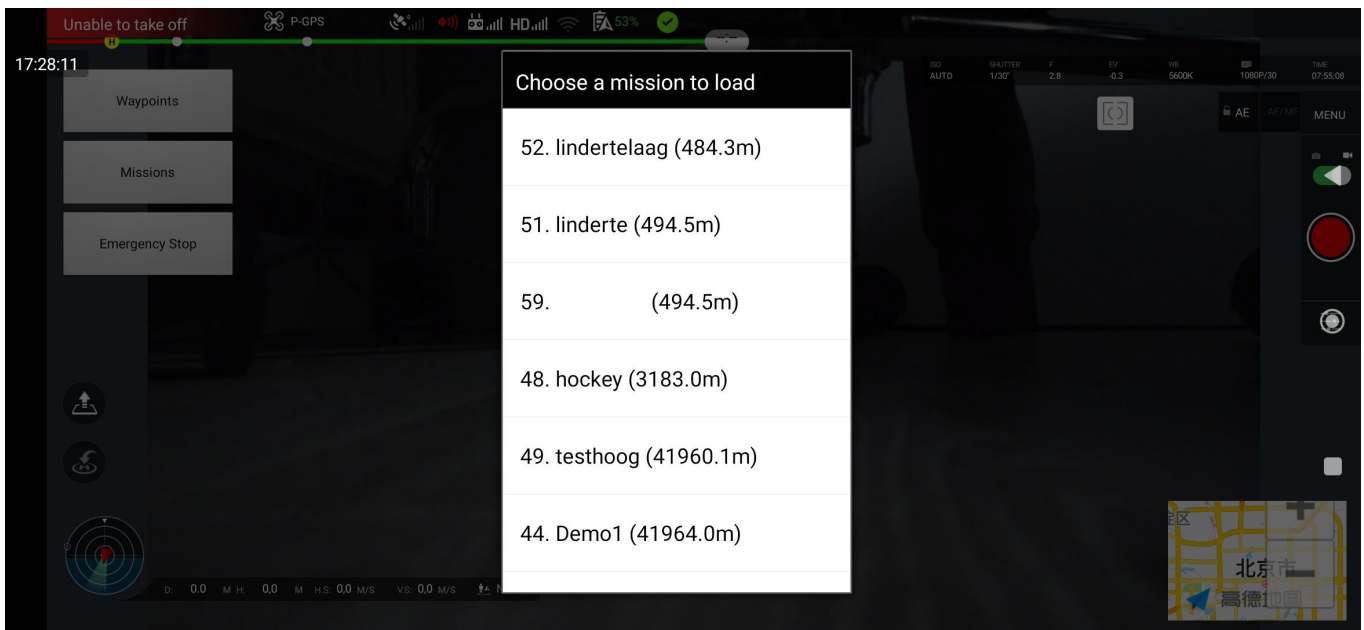 Unable to take off
P-GPS
HD
53%
H
17:28:11
Waypoints
Missions
Emergency Stop
Choose a mission to load
52. lindertelaag (484.3m)
51. linderte (494.5m)
59. (494.5m)
48. hockey (3183.0m)
49. testhoog (41960.1m)
44. Demo1 (41964.0m)
ISO SHUTTER F EV WB TIME
AUTO 1/30" 2.8 -0.3 5600K 1080P/30 07:55:08
AE AF/MF MENU
D: 0.0 M H: 0,0 M H.S: 0,0 M/S V.S. 0,0 M/S N
北京市
高德地图